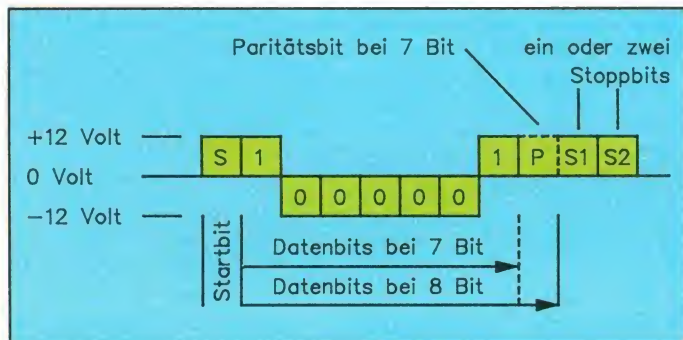 Paritätsbit bei 7 Bit
ein oder zwei
Stoppbits
+12 Volt
S 1 1 P S1 S2
0 Volt
0 0 0 0 0
−12 Volt
Startbit
Datenbits bei 7 Bit
Datenbits bei 8 Bit